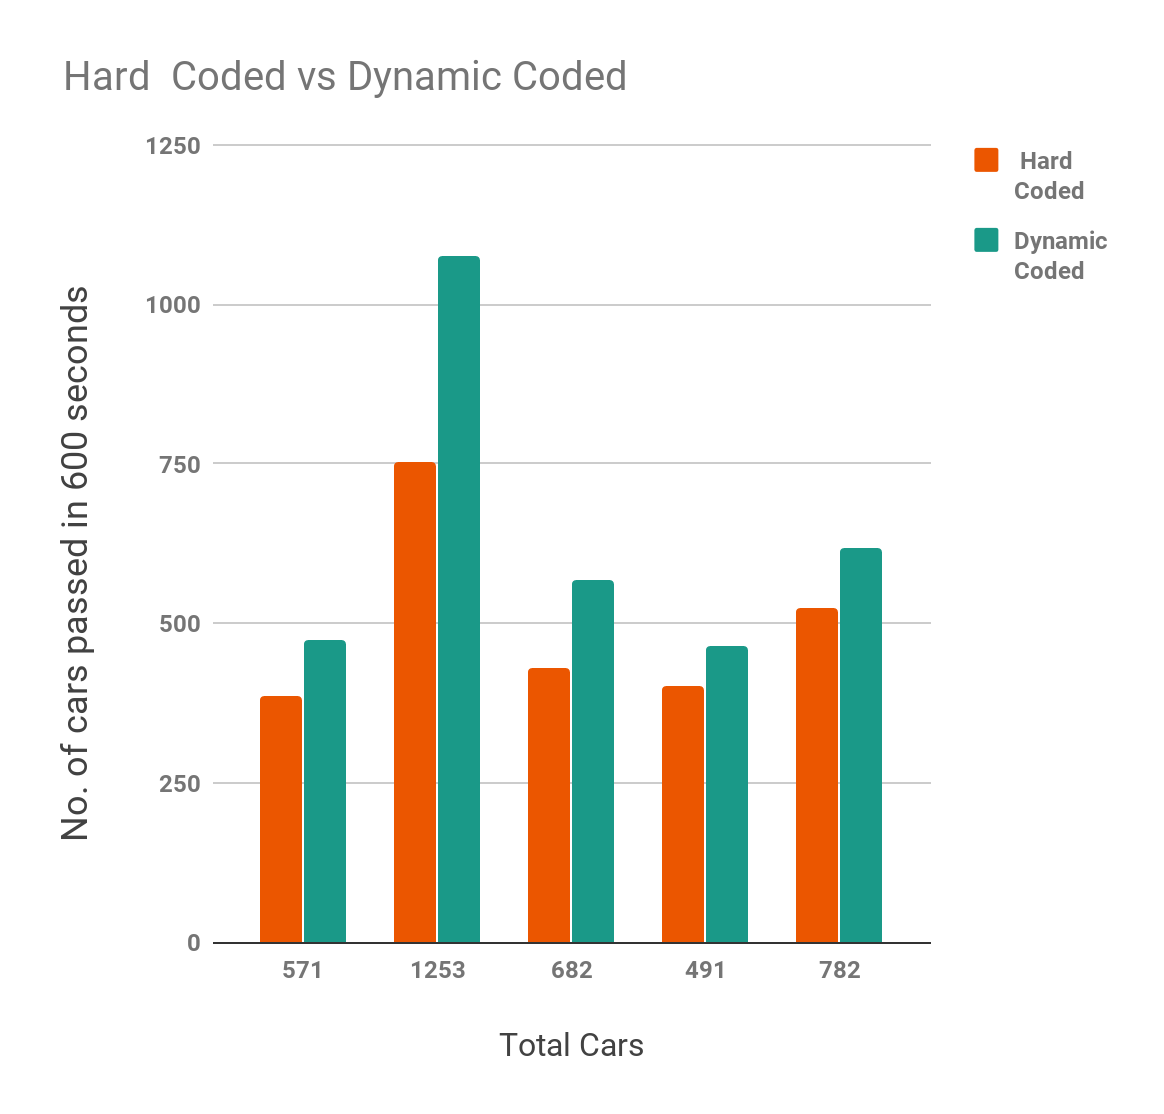 Hard  Coded vs Dynamic Coded
1250
1000
750
500
250
0
No. of cars passed in 600 seconds
571 1253 682 491 782
Total Cars
Hard
Coded
Dynamic
Coded